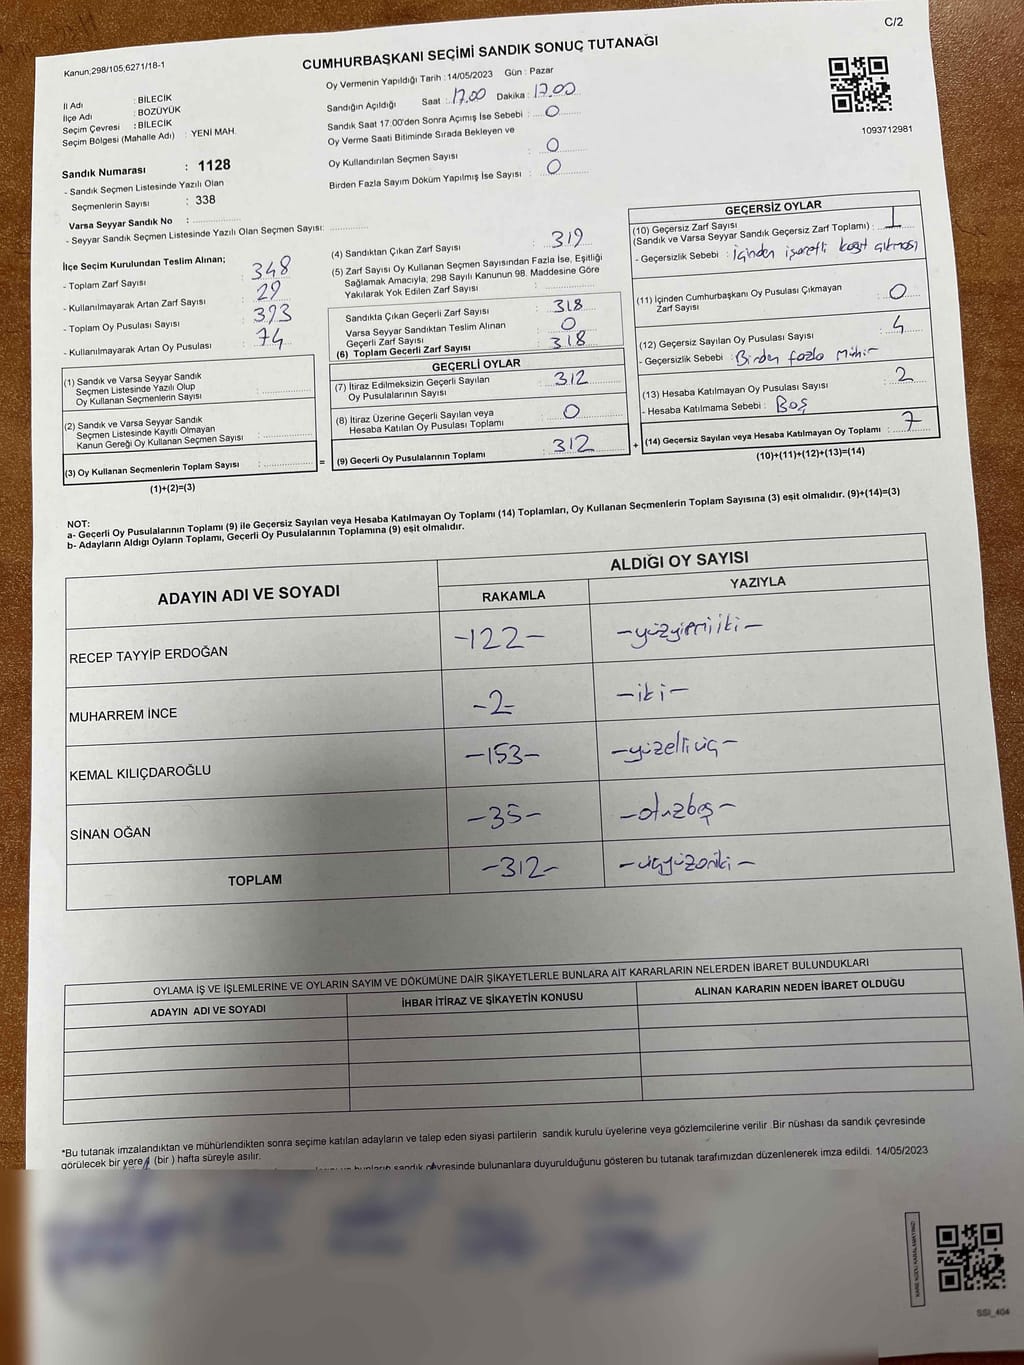 C/2
Kanun;298/105;6271/18-1
CUMHURBAŞKANI SEÇİMİ SANDIK SONUÇ TUTANAĞI
Oy Vermenin Yapıldığı Tarih : 14/05/2023 Gün : Pazar
İl Adı : BİLECİK
İlçe Adı : BOZÜYÜK
Seçim Çevresi : BİLECİK
Seçim Bölgesi (Mahalle Adı) : YENİ MAH.
Sandığın Açıldığı Saat : 17.00 Dakika : 17.00
Sandık Saat 17:00'den Sonra Açımış İse Sebebi : 0
Oy Verme Saati Bitiminde Sırada Bekleyen ve
Oy Kullandırılan Seçmen Sayısı : 0
Birden Fazla Sayım Döküm Yapılmış İse Sayısı : 0
1093712981
Sandık Numarası : 1128
- Sandık Seçmen Listesinde Yazılı Olan
Seçmenlerin Sayısı : 338
Varsa Seyyar Sandık No :
- Seyyar Sandık Seçmen Listesinde Yazılı Olan Seçmen Sayısı:
İlçe Seçim Kurulundan Teslim Alınan;
- Toplam Zarf Sayısı : 348
- Kullanılmayarak Artan Zarf Sayısı : 29
- Toplam Oy Pusulası Sayısı : 393
- Kullanılmayarak Artan Oy Pusulası : 74
(1) Sandık ve Varsa Seyyar Sandık
Seçmen Listesinde Yazılı Olup
Oy Kullanan Seçmenlerin Sayısı :
(2) Sandık ve Varsa Seyyar Sandık
Seçmen Listesinde Kayıtlı Olmayan
Kanun Gereği Oy Kullanan Seçmen Sayısı :
(3) Oy Kullanan Seçmenlerin Toplam Sayısı :
(1)+(2)=(3)
(4) Sandıktan Çıkan Zarf Sayısı : 319
(5) Zarf Sayısı Oy Kullanan Seçmen Sayısından Fazla İse, Eşitliği
Sağlamak Amacıyla, 298 Sayılı Kanunun 98. Maddesine Göre
Yakılarak Yok Edilen Zarf Sayısı :
Sandıkta Çıkan Geçerli Zarf Sayısı : 318
Varsa Seyyar Sandıktan Teslim Alınan
Geçerli Zarf Sayısı : 0
(6) Toplam Geçerli Zarf Sayısı : 318
=
GEÇERLİ OYLAR
(7) İtiraz Edilmeksizin Geçerli Sayılan
Oy Pusulalarının Sayısı : 312
(8) İtiraz Üzerine Geçerli Sayılan veya
Hesaba Katılan Oy Pusulası Toplamı : 0
(9) Geçerli Oy Pusulalarının Toplamı : 312
+
GEÇERSİZ OYLAR
(10) Geçersiz Zarf Sayısı
(Sandık ve Varsa Seyyar Sandık Geçersiz Zarf Toplamı) : 1
- Geçersizlik Sebebi : İçinden işaretli kağıt çıkması
(11) İçinden Cumhurbaşkanı Oy Pusulası Çıkmayan
Zarf Sayısı : 0
(12) Geçersiz Sayılan Oy Pusulası Sayısı : 4
- Geçersizlik Sebebi : Birden fazla mühür
(13) Hesaba Katılmayan Oy Pusulası Sayısı : 2
- Hesaba Katılmama Sebebi : Boş
(14) Geçersiz Sayılan veya Hesaba Katılmayan Oy Toplamı : 7
(10)+(11)+(12)+(13)=(14)
NOT:
a- Geçerli Oy Pusulalarının Toplamı (9) ile Geçersiz Sayılan veya Hesaba Katılmayan Oy Toplamı (14) Toplamları, Oy Kullanan Seçmenlerin Toplam Sayısına (3) eşit olmalıdır. (9)+(14)=(3)
b- Adayların Aldığı Oyların Toplamı, Geçerli Oy Pusulalarının Toplamına (9) eşit olmalıdır.
ADAYIN ADI VE SOYADI ALDIĞI OY SAYISI
RAKAMLA YAZIYLA
RECEP TAYYİP ERDOĞAN -122- -yüzyirmiiki-
MUHARREM İNCE -2- -iki-
KEMAL KILIÇDAROĞLU -153- -yüzelliüç-
SİNAN OĞAN -35- -otuzbeş-
TOPLAM -312- -üçyüzoniki-
OYLAMA İŞ VE İŞLEMLERİNE VE OYLARIN SAYIM VE DÖKÜMÜNE DAİR ŞİKAYETLERLE BUNLARA AİT KARARLARIN NELERDEN İBARET BULUNDUKLARI
ADAYIN ADI VE SOYADI İHBAR İTİRAZ VE ŞİKAYETİN KONUSU ALINAN KARARIN NEDEN İBARET OLDUĞU
*Bu tutanak imzalandıktan ve mühürlendikten sonra seçime katılan adayların ve talep eden siyasi partilerin sandık kurulu üyelerine veya gözlemcilerine verilir .Bir nüshası da sandık çevresinde
görülecek bir yere (bir ) hafta süreyle asılır.
sandık çevresinde bulunanlara duyurulduğunu gösteren bu tutanak tarafımızdan düzenlenerek imza edildi. 14/05/2023
KARE KODU KARALAMAYINIZ!
SSI_404